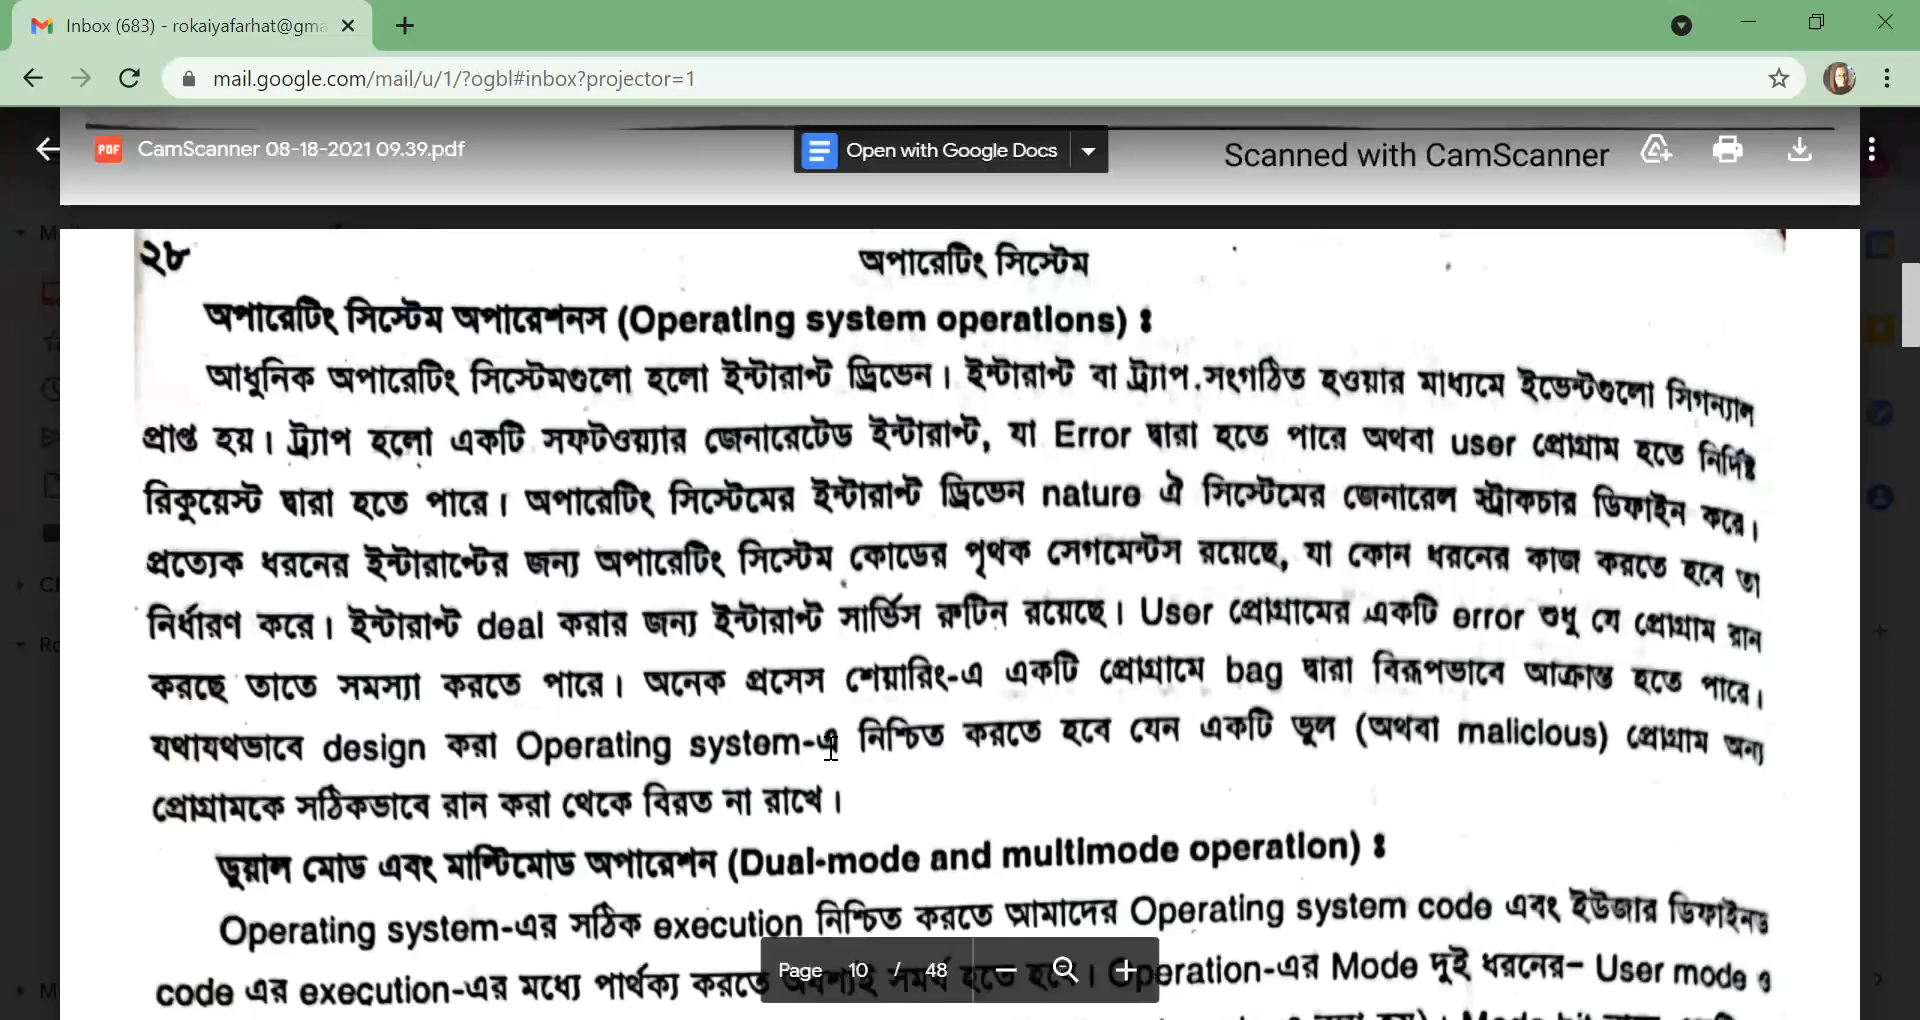 Inbox (683) - rokaiyafarhat@gma
mail.google.com/mail/u/1/?ogbl#inbox?projector=1
CamScanner 08-18-2021 09.39.pdf
Open with Google Docs
Scanned with CamScanner
২৮
অপারেটিং সিস্টেম
অপারেটিং সিস্টেম অপারেশনস (Operating system operations) ঃ
আধুনিক অপারেটিং সিস্টেমগুলো হলো ইন্টারাপ্ট ড্রিভেন। ইন্টারাপ্ট বা ট্র্যাপ সংগঠিত হওয়ার মাধ্যমে ইভেন্টগুলো সিগন্যাল
প্রাপ্ত হয়। ট্র্যাপ হলো একটি সফটওয়্যার জেনারেটেড ইন্টারাপ্ট, যা Error দ্বারা হতে পারে অথবা user প্রোগ্রাম হতে নির্দিষ্ট
রিকুয়েস্ট দ্বারা হতে পারে। অপারেটিং সিস্টেমের ইন্টারাপ্ট ড্রিভেন nature ঐ সিস্টেমের জেনারেল স্ট্রাকচার ডিফাইন করে।
প্রত্যেক ধরনের ইন্টারাপ্টের জন্য অপারেটিং সিস্টেম কোডের পৃথক সেগমেন্টস রয়েছে, যা কোন ধরনের কাজ করতে হবে তা
নির্ধারণ করে। ইন্টারাপ্ট deal করার জন্য ইন্টারাপ্ট সার্ভিস রুটিন রয়েছে। User প্রোগ্রামের একটি error শুধু যে প্রোগ্রাম রান
করছে তাতে সমস্যা করতে পারে। অনেক প্রসেস শেয়ারিং-এ একটি প্রোগ্রামে bag দ্বারা বিরূপভাবে আক্রান্ত হতে পারে।
যথাযথভাবে design করা Operating system-এ নিশ্চিত করতে হবে যেন একটি ভুল (অথবা malicious) প্রোগ্রাম অন্য
প্রোগ্রামকে সঠিকভাবে রান করা থেকে বিরত না রাখে।
ডুয়াল মোড এবং মাল্টিমোড অপারেশন (Dual-mode and multimode operation) ঃ
Operating system-এর সঠিক execution নিশ্চিত করতে আমাদের Operating system code এবং ইউজার ডিফাইনড
code এর execution-এর মধ্যে পার্থক্য করতে অবশ্যই সমর্থ হতে হবে। Operation-এর Mode দুই ধরনের– User mode ও
Page 10 / 48